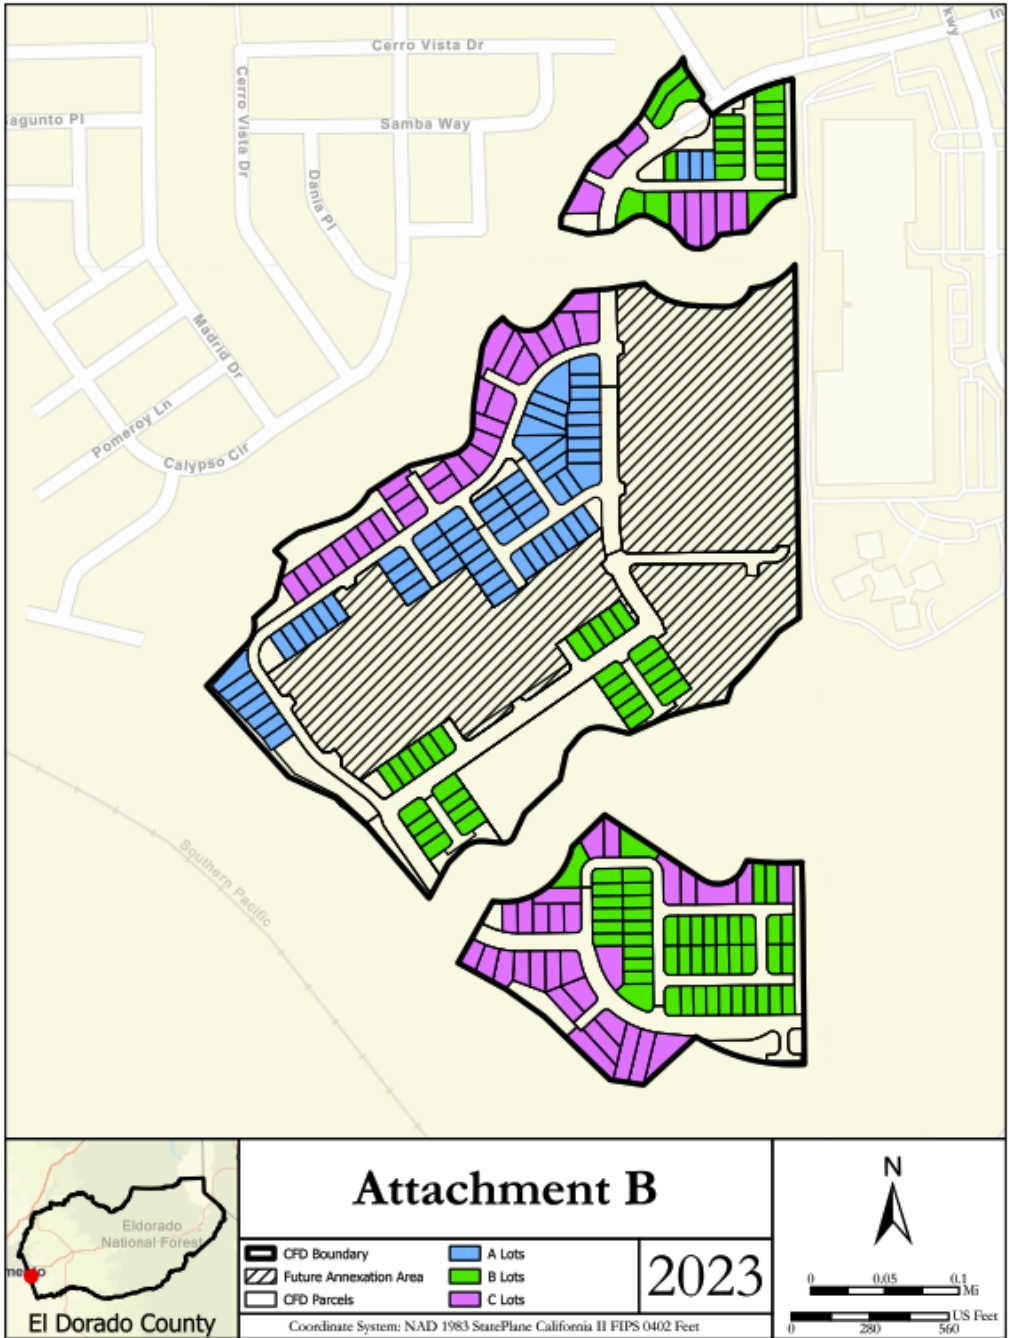 Cerro Vista Dr
kwy
In
Cerro Vista Dr
agunto Pl
Samba Way
Dania Pl
Madrid Dr
Pomeroy Ln
Calypso Cir
Southern Pacific
Eldorado
National Forest
El Dorado County
Attachment B
CFD Boundary
Future Annexation Area
CFD Parcels
A Lots
B Lots
C Lots
2023
Coordinate System: NAD 1983 StatePlane California II FIPS 0402 Feet
N
0 0.05 0.1
Mi
US Feet
0 280 560